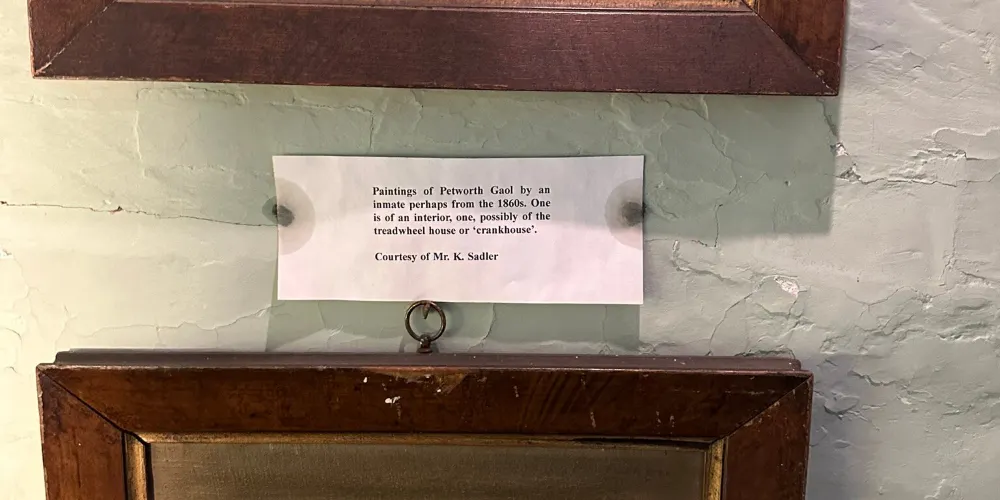 Paintings of Petworth Gaol by an
inmate perhaps from the 1860s. One
is of an interior, one, possibly of the
treadwheel house or ‘crankhouse’.
Courtesy of Mr. K. Sadler